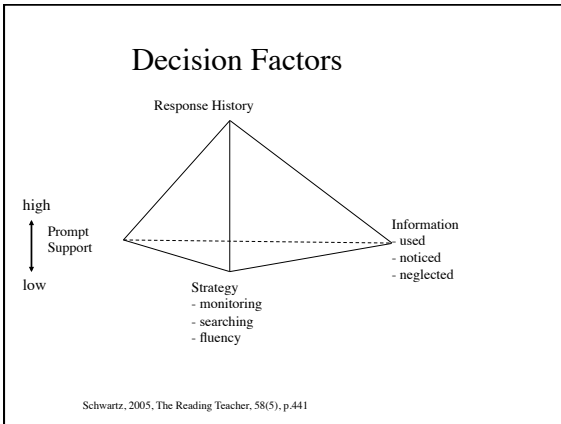 Decision Factors
Response History
high
Prompt
Support
low
Information
- used
- noticed
- neglected
Strategy
- monitoring
- searching
- fluency
Schwartz, 2005, The Reading Teacher, 58(5), p.441